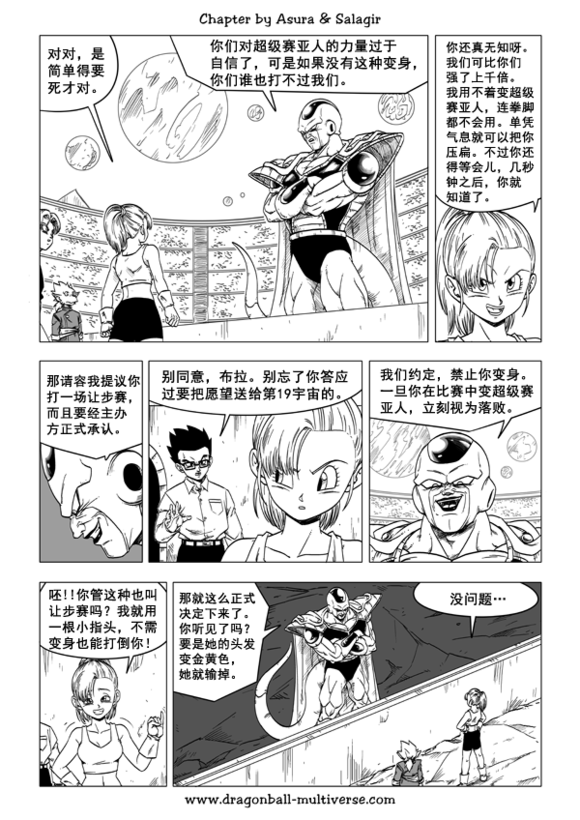 Chapter by Asura & Salagir
对对，是
简单得要
死才对。
你们对超级赛亚人的力量过于
自信了，可是如果没有这种变身，
你们谁也打不过我们。
你还真无知呀。
我们可比你们
强了上千倍。
我用不着变超级
赛亚人，连拳脚
都不会用。单凭
气息就可以把你
压扁。不过你还
得等会儿，几秒
钟之后，你就
知道了。
那请容我提议你
打一场让步赛，
而且要经主办
方正式承认。
别同意，布拉。别忘了你答应
过要把愿望送给第19宇宙的。
我们约定，禁止你变身。
一旦你在比赛中变超级赛
亚人，立刻视为落败。
呸!!你管这种也叫
让步赛吗？我就用
一根小指头，不需
变身也能打倒你！
那就这么正式
决定下来了。
你听见了吗？
要是她的头发
变金黄色，
她就输掉。
没问题…
www.dragonball-multiverse.com